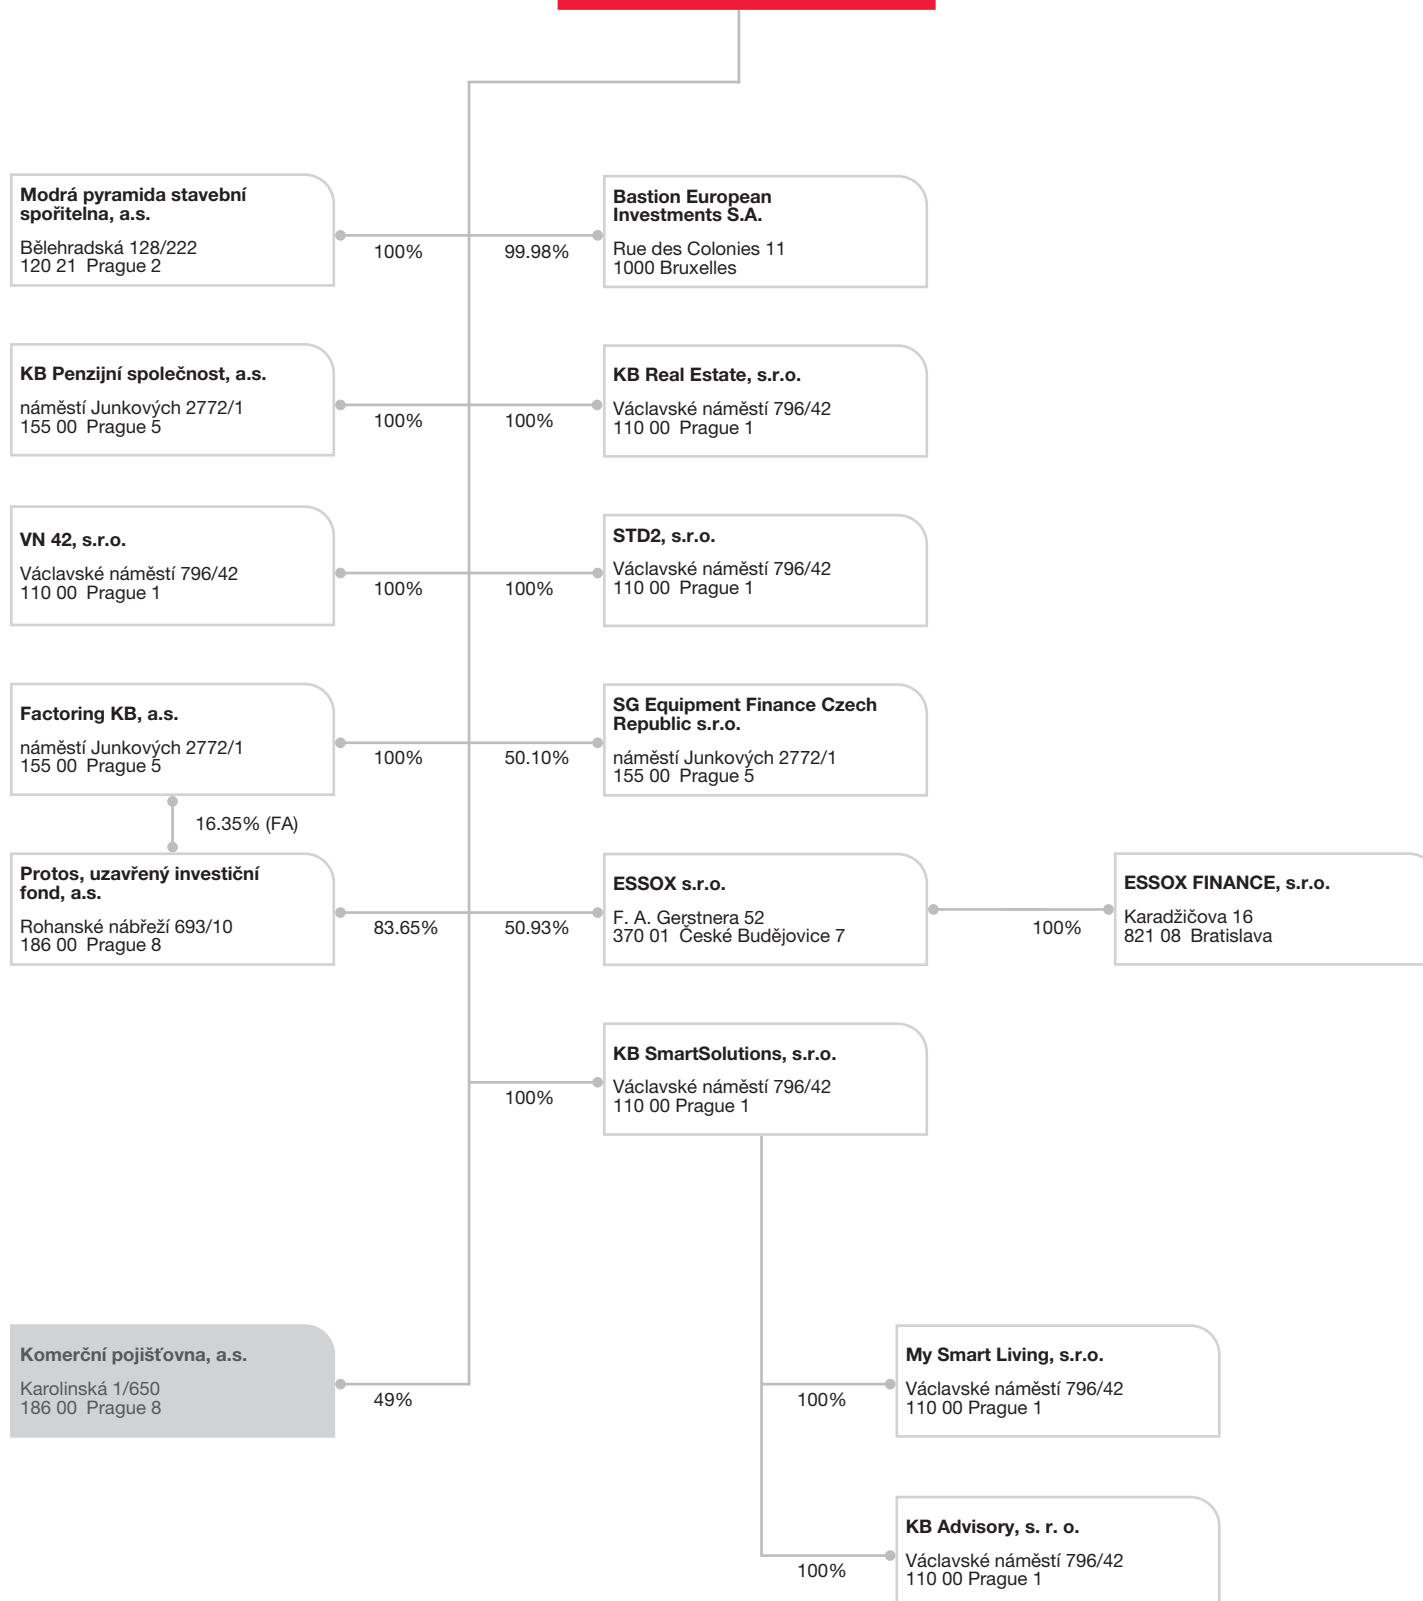 Modrá pyramida stavební
spořitelna, a.s.
Bělehradská 128/222
120 21 Prague 2
100%
99.98%
Bastion European
Investments S.A.
Rue des Colonies 11
1000 Bruxelles
KB Penzijní společnost, a.s.
náměstí Junkových 2772/1
155 00 Prague 5
100%
100%
KB Real Estate, s.r.o.
Václavské náměstí 796/42
110 00 Prague 1
VN 42, s.r.o.
Václavské náměstí 796/42
110 00 Prague 1
100%
100%
STD2, s.r.o.
Václavské náměstí 796/42
110 00 Prague 1
Factoring KB, a.s.
náměstí Junkových 2772/1
155 00 Prague 5
100%
50.10%
SG Equipment Finance Czech
Republic s.r.o.
náměstí Junkových 2772/1
155 00 Prague 5
16.35% (FA)
Protos, uzavřený investiční
fond, a.s.
Rohanské nábřeží 693/10
186 00 Prague 8
83.65%
50.93%
ESSOX s.r.o.
F. A. Gerstnera 52
370 01 České Budějovice 7
100%
ESSOX FINANCE, s.r.o.
Karadžičova 16
821 08 Bratislava
100%
KB SmartSolutions, s.r.o.
Václavské náměstí 796/42
110 00 Prague 1
Komerční pojišťovna, a.s.
Karolinská 1/650
186 00 Prague 8
49%
100%
My Smart Living, s.r.o.
Václavské náměstí 796/42
110 00 Prague 1
100%
KB Advisory, s. r. o.
Václavské náměstí 796/42
110 00 Prague 1